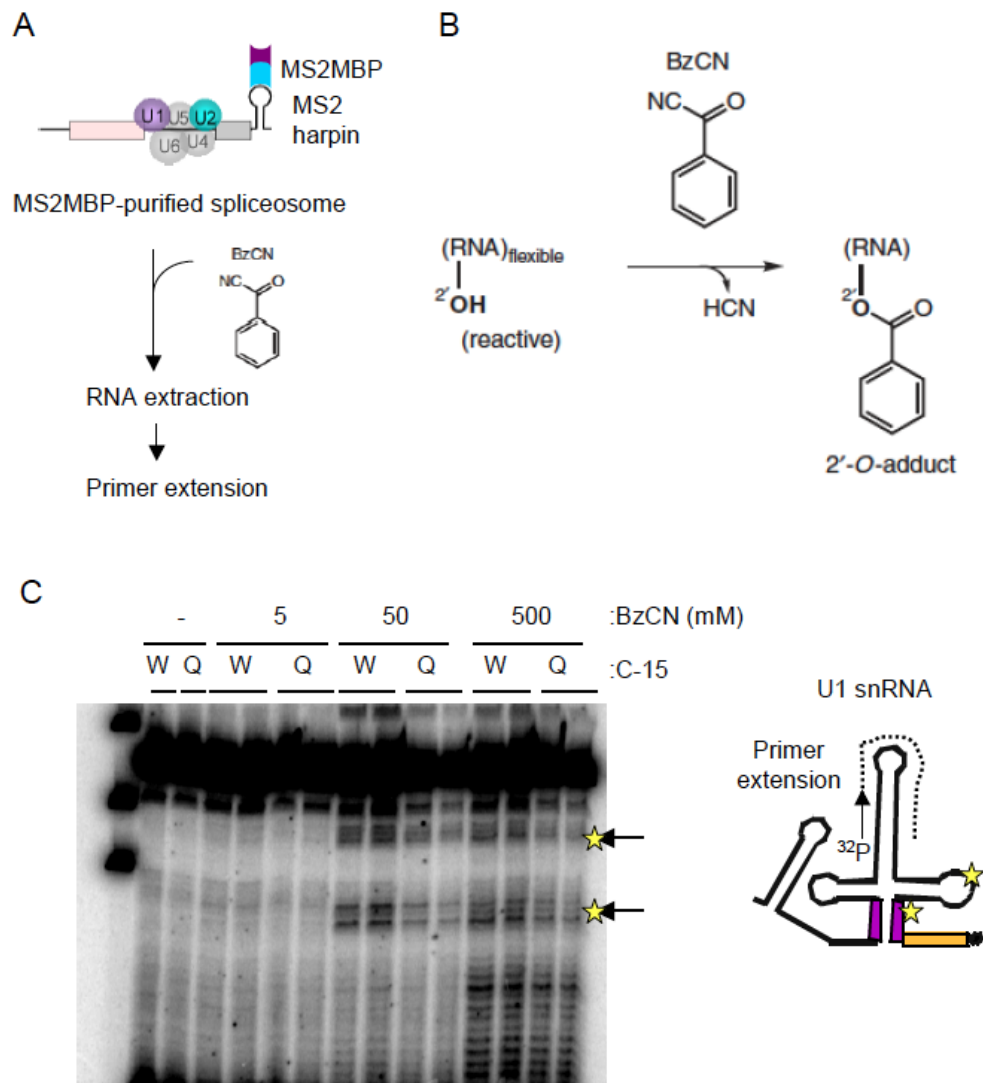 A
MS2MBP
MS2
harpin
U1
U5
U2
U6
U4
MS2MBP-purified spliceosome
BzCN
NC
O
RNA extraction
Primer extension
B
BzCN
NC
O
(RNA)flexible
2′OH
(reactive)
HCN
(RNA)
2′O
O
2′-O-adduct
C
- 5 50 500 :BzCN (mM)
W Q W Q W Q W Q :C-15
U1 snRNA
Primer
extension
32P